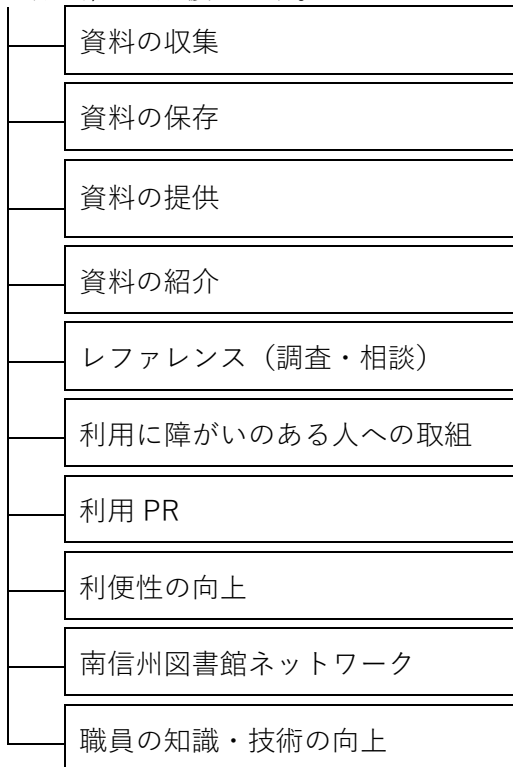 資料の収集
資料の保存
資料の提供
資料の紹介
レファレンス（調査・相談）
利用に障がいのある人への取組
利用 PR
利便性の向上
南信州図書館ネットワーク
職員の知識・技術の向上